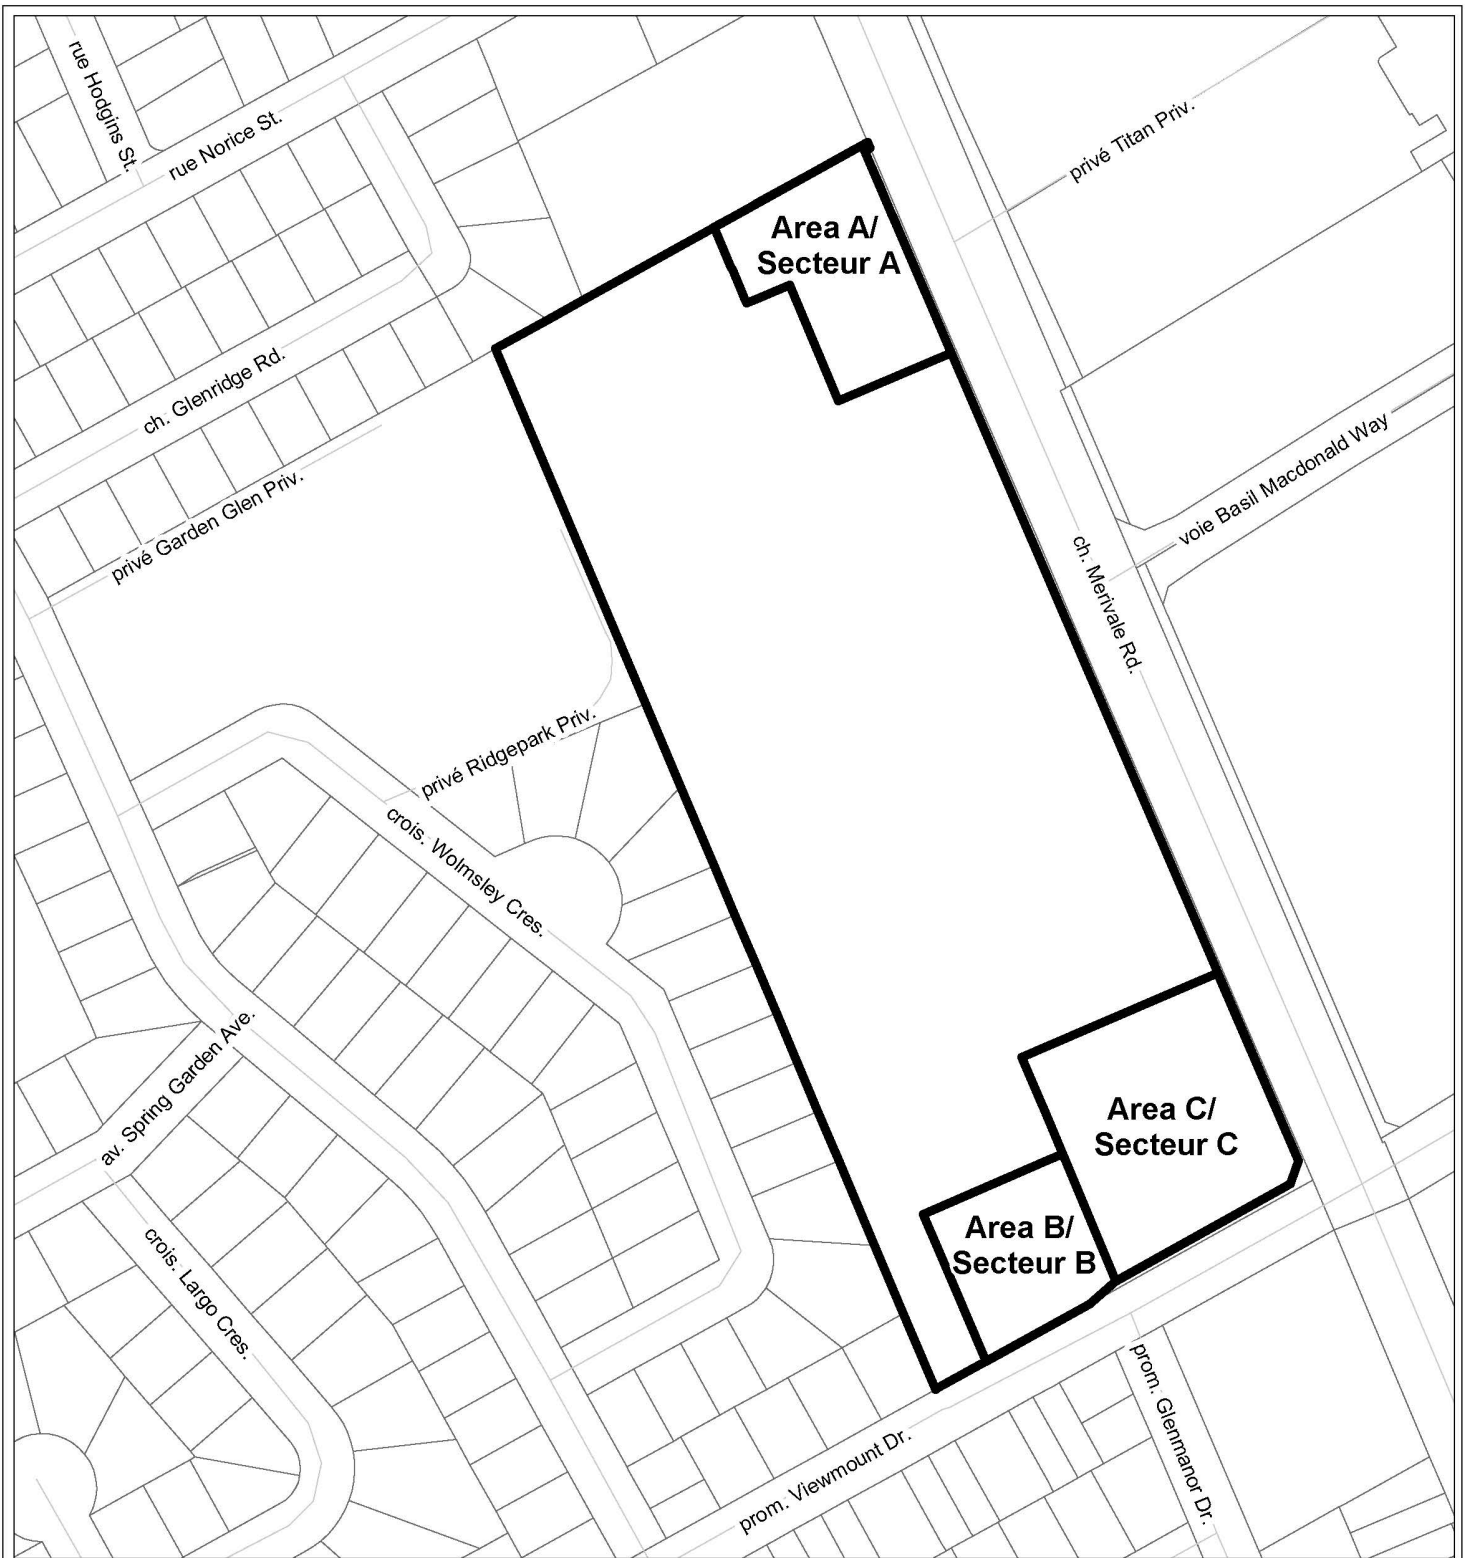 rue Hodgins St.
rue Norice St.
privé Titan Priv.
Area A/
Secteur A
ch. Glenridge Rd.
voie Basil Macdonald Way
privé Garden Glen Priv.
ch. Merivale Rd.
privé Ridgepark Priv.
crois. Wolmsley Cres.
av. Spring Garden Ave.
Area C/
Secteur C
Area B/
Secteur B
crois. Largo Cres.
prom. Glenmanor Dr.
prom. Viewmount Dr.